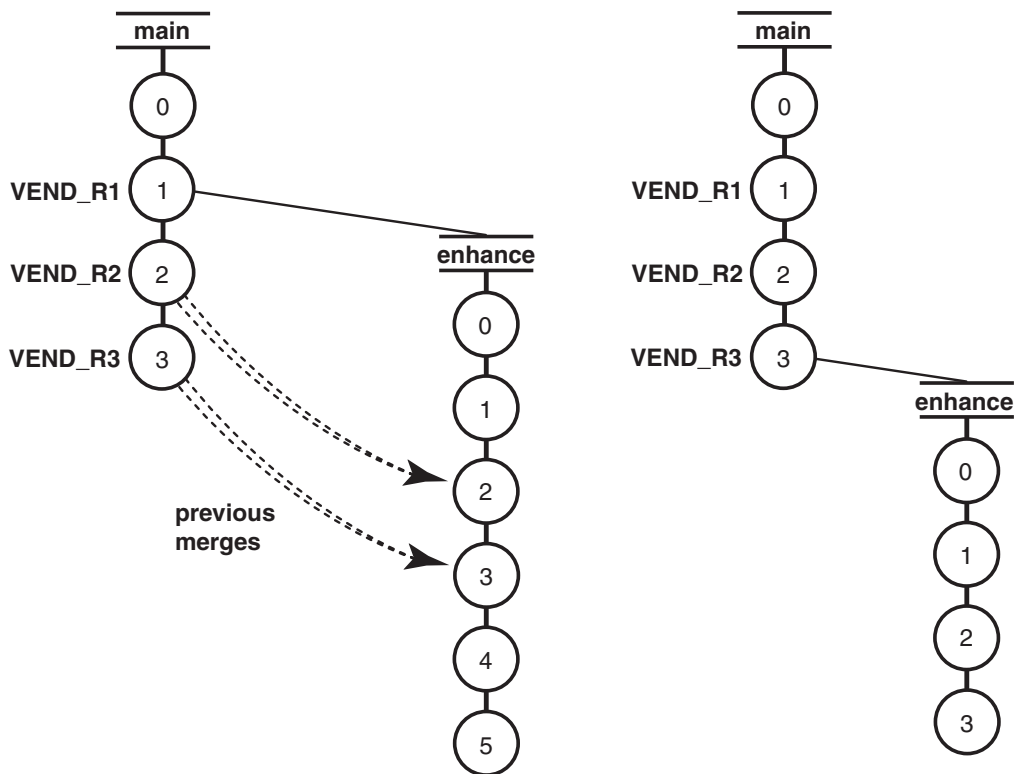 main
0
VEND_R1
1
VEND_R2
2
VEND_R3
3
enhance
0
1
2
3
4
5
previous
merges
main
0
VEND_R1
1
VEND_R2
2
VEND_R3
3
enhance
0
1
2
3